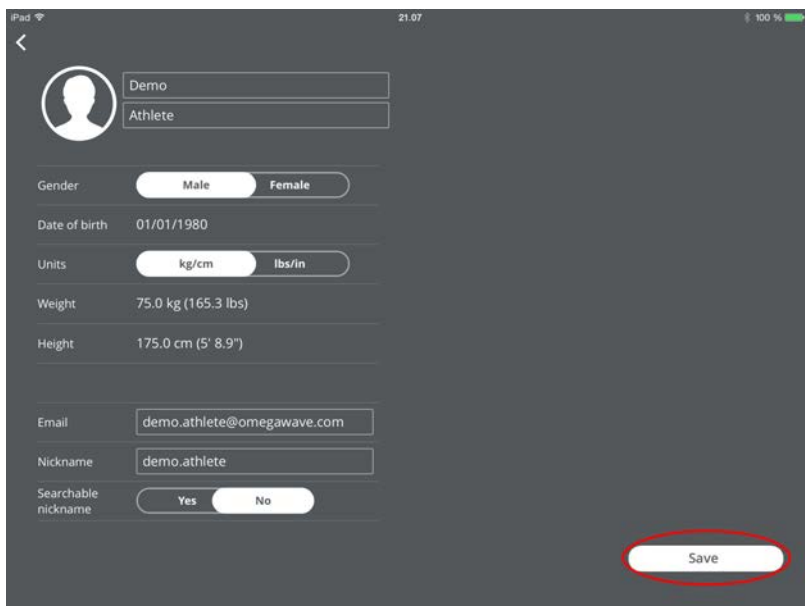 iPad 21.07 100 %
Demo
Athlete
Gender Male Female
Date of birth 01/01/1980
Units kg/cm lbs/in
Weight 75.0 kg (165.3 lbs)
Height 175.0 cm (5' 8.9")
Email demo.athlete@omegawave.com
Nickname demo.athlete
Searchable
nickname Yes No
Save